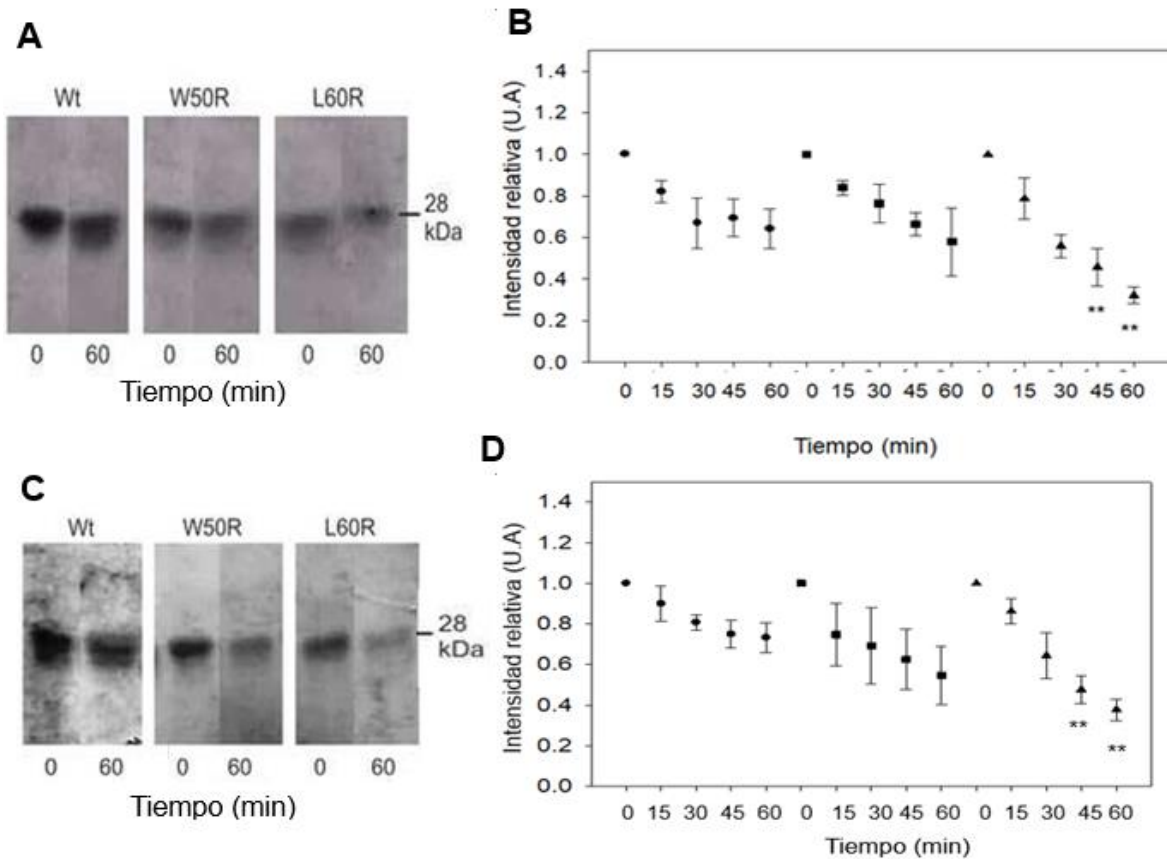 A
Wt W50R L60R
28
kDa
0 60 0 60 0 60
Tiempo (min)
B
Intensidad relativa (U.A)
1.4
1.2
1.0
0.8
0.6
0.4
0.2
0.0
** **
0 15 30 45 60 0 15 30 45 60 0 15 30 45 60
Tiempo (min)
C
Wt W50R L60R
28
kDa
0 60 0 60 0 60
Tiempo (min)
D
Intensidad relativa (U.A)
1.4
1.2
1.0
0.8
0.6
0.4
0.2
0.0
** **
0 15 30 45 60 0 15 30 45 60 0 15 30 45 60
Tiempo (min)